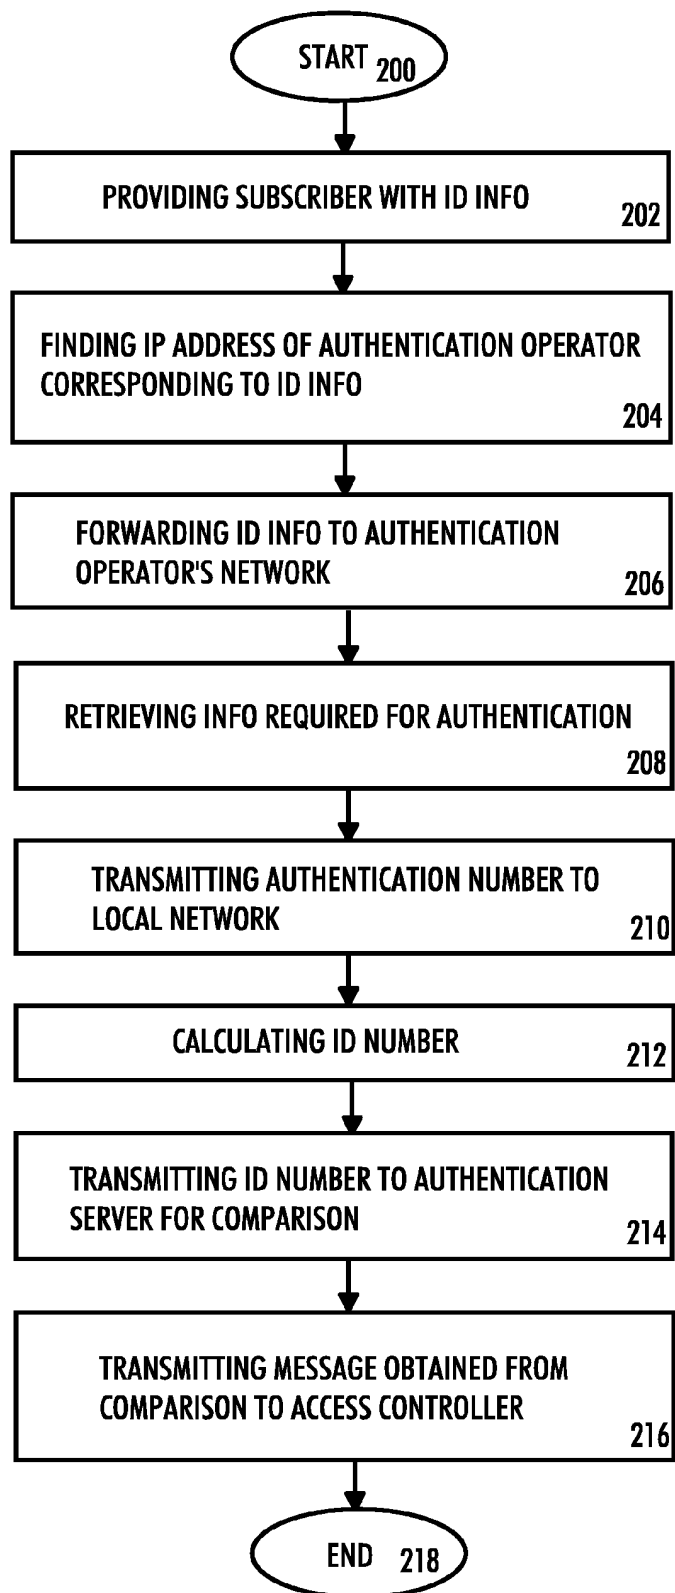 START 200
PROVIDING SUBSCRIBER WITH ID INFO
202
FINDING IP ADDRESS OF AUTHENTICATION OPERATOR
CORRESPONDING TO ID INFO
204
FORWARDING ID INFO TO AUTHENTICATION
OPERATOR'S NETWORK
206
RETRIEVING INFO REQUIRED FOR AUTHENTICATION
208
TRANSMITTING AUTHENTICATION NUMBER TO
LOCAL NETWORK
210
CALCULATING ID NUMBER
212
TRANSMITTING ID NUMBER TO AUTHENTICATION
SERVER FOR COMPARISON
214
TRANSMITTING MESSAGE OBTAINED FROM
COMPARISON TO ACCESS CONTROLLER
216
END 218